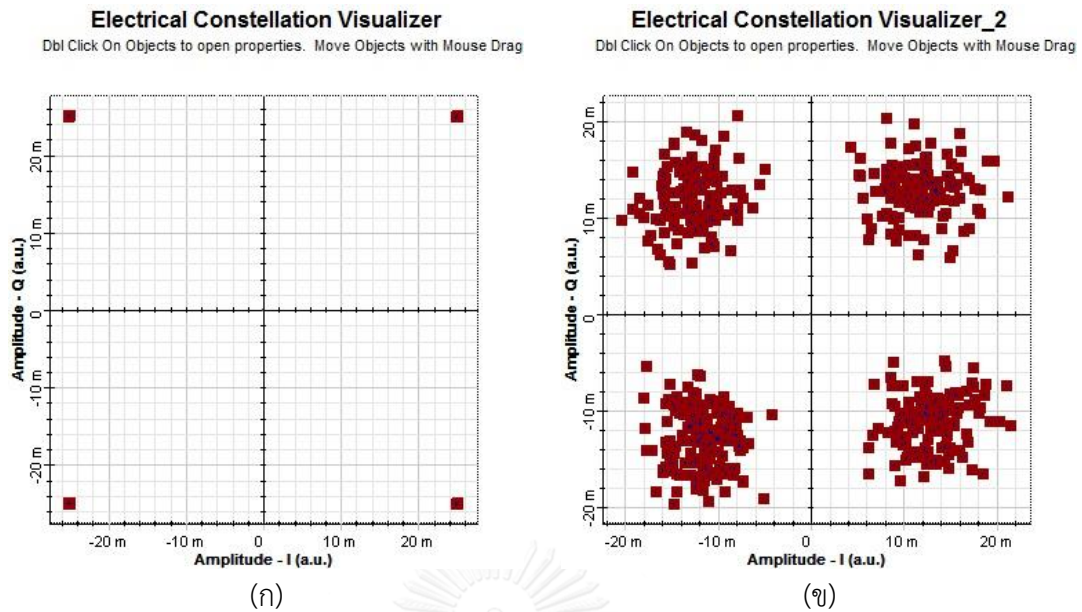 Electrical Constellation Visualizer
Dbl Click On Objects to open properties. Move Objects with Mouse Drag
Amplitude - Q (a.u.)
20 m
10 m
0
-10 m
-20 m
-20 m
-10 m
0
10 m
20 m
Amplitude - I (a.u.)
(ก)
Electrical Constellation Visualizer_2
Dbl Click On Objects to open properties. Move Objects with Mouse Drag
Amplitude - Q (a.u.)
20 m
10 m
0
-10 m
-20 m
-20 m
-10 m
0
10 m
20 m
Amplitude - I (a.u.)
(ข)